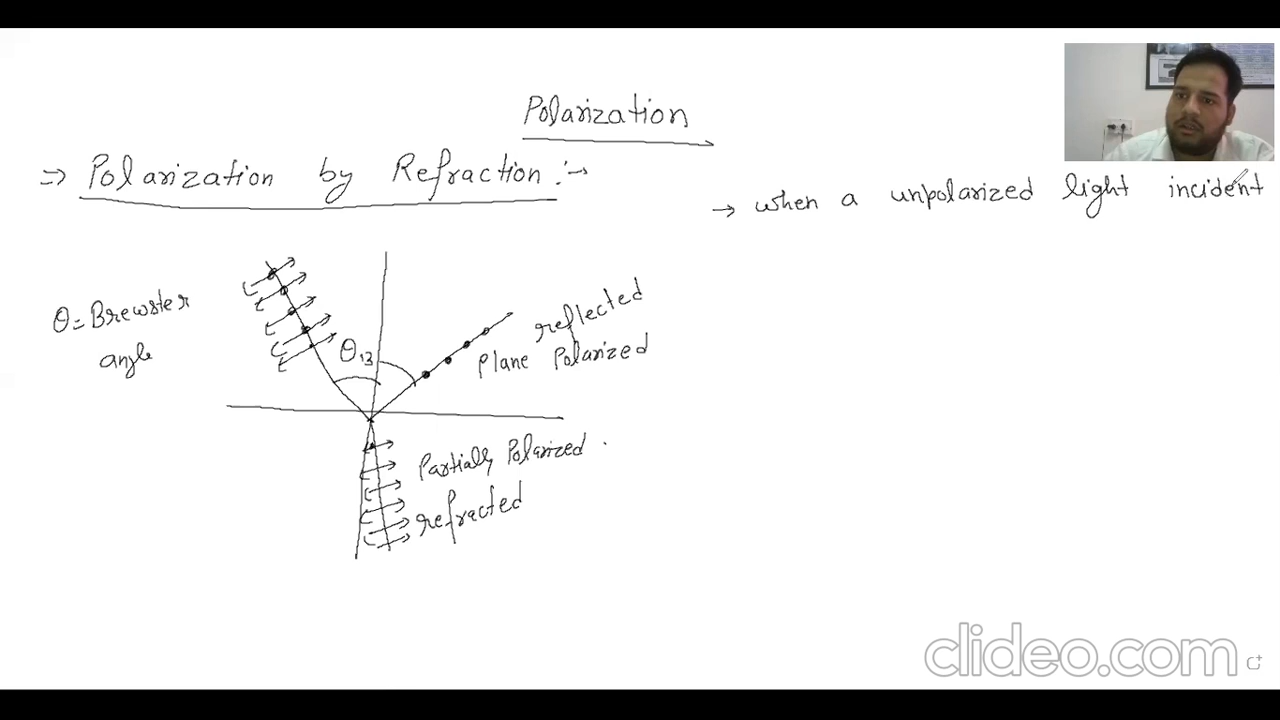 Polarization
=> Polarization by Refraction :→
→ when a unpolarized light incident
θ = Brewster
angle
θ13
reflected
Plane Polarized
Partially Polarized .
refracted
clideo.com